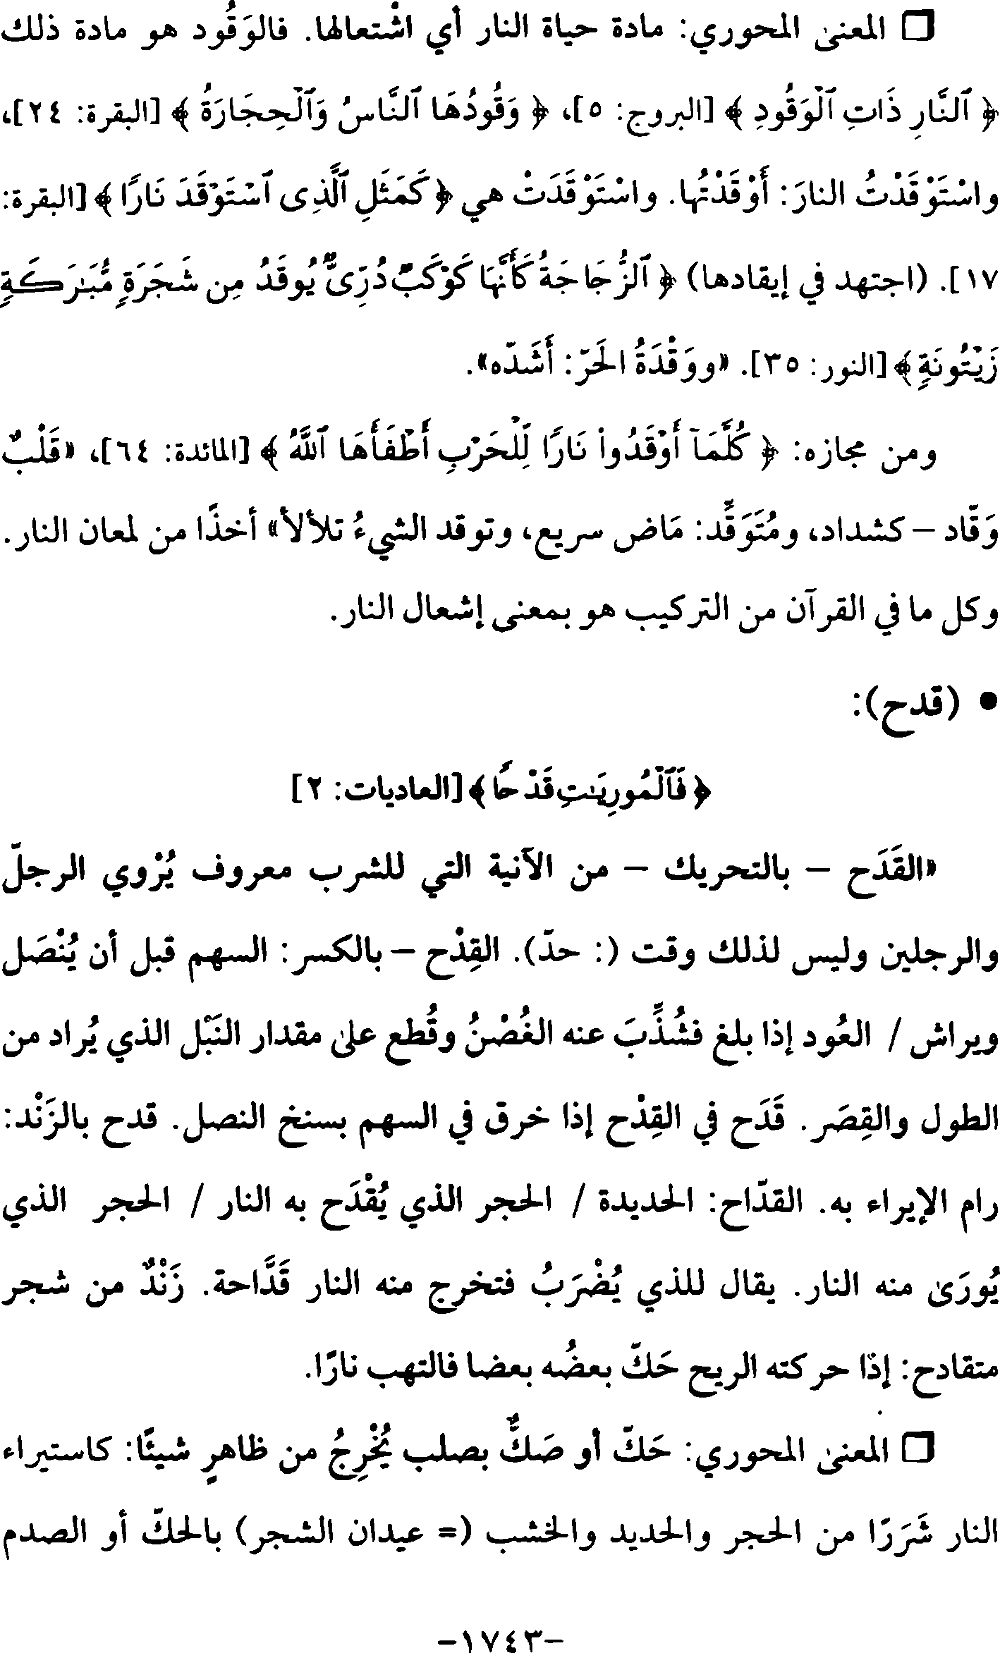 ❒ المعنى المحوري: مادة حياة النار أي اشْتعالها. فالوَقُود هو مادة ذلك
﴿ ٱلنَّارِ ذَاتِ ٱلْوَقُودِ ﴾ [البروج: ٥]، ﴿ وَقُودُهَا ٱلنَّاسُ وَٱلْحِجَارَةُ ﴾ [البقرة: ٢٤]،
واسْتَوْقَدْتُ النارَ: أَوْقَدْتُها. واسْتَوْقَدَتْ هي ﴿ كَمَثَلِ ٱلَّذِى ٱسْتَوْقَدَ نَارًا ﴾ [البقرة:
١٧]. (اجتهد في إيقادها) ﴿ ٱلزُّجَاجَةُ كَأَنَّهَا كَوْكَبٌ دُرِّىٌّ يُوقَدُ مِن شَجَرَةٍ مُّبَـٰرَكَةٍ
زَيْتُونَةٍ ﴾ [النور: ٣٥]. «ووَقْدَةُ الحَرّ: أَشَدّه».
ومن مجازه: ﴿ كُلَّمَآ أَوْقَدُوا۟ نَارًا لِّلْحَرْبِ أَطْفَأَهَا ٱللَّهُ ﴾ [المائدة: ٦٤]، «قَلْبٌ
وَقّاد – كشداد، ومُتَوَقِّد: مَاض سريع، وتوقد الشيءُ تلألأ» أخذًا من لمعان النار.
وكل ما في القرآن من التركيب هو بمعنى إشعال النار.
• (قدح):
﴿ فَٱلْمُورِيَـٰتِ قَدْحًا ﴾ [العاديات: ٢]
«القَدَح – بالتحريك – من الآنية التي للشرب معروف يُرْوي الرجلّ
والرجلين وليس لذلك وقت (: حدّ). القِدْح – بالكسر: السهم قبل أن يُنْصَل
ويراش / العُود إذا بلغ فشُذِّبَ عنه الغُصْنُ وقُطع على مقدار النَبْل الذي يُراد من
الطول والقِصَر. قَدَح في القِدْح إذا خرق في السهم بسنخ النصل. قدح بالزَنْد:
رام الإيراء به. القدّاح: الحديدة / الحجر الذي يُقْدَح به النار / الحجر الذي
يُورَى منه النار. يقال للذي يُضْرَبُ فتخرج منه النار قَدَّاحة. زَنْدٌ من شجر
متقادح: إذا حركته الريح حَكّ بعضُه بعضا فالتهب نارًا.
❒ المعنى المحوري: حَكّ أو صَكٌّ بصلب يُخْرِجُ من ظاهرٍ شيئًا: كاستيراء
النار شَرَرًا من الحجر والحديد والخشب (= عيدان الشجر) بالحكّ أو الصدم
–١٧٤٣–